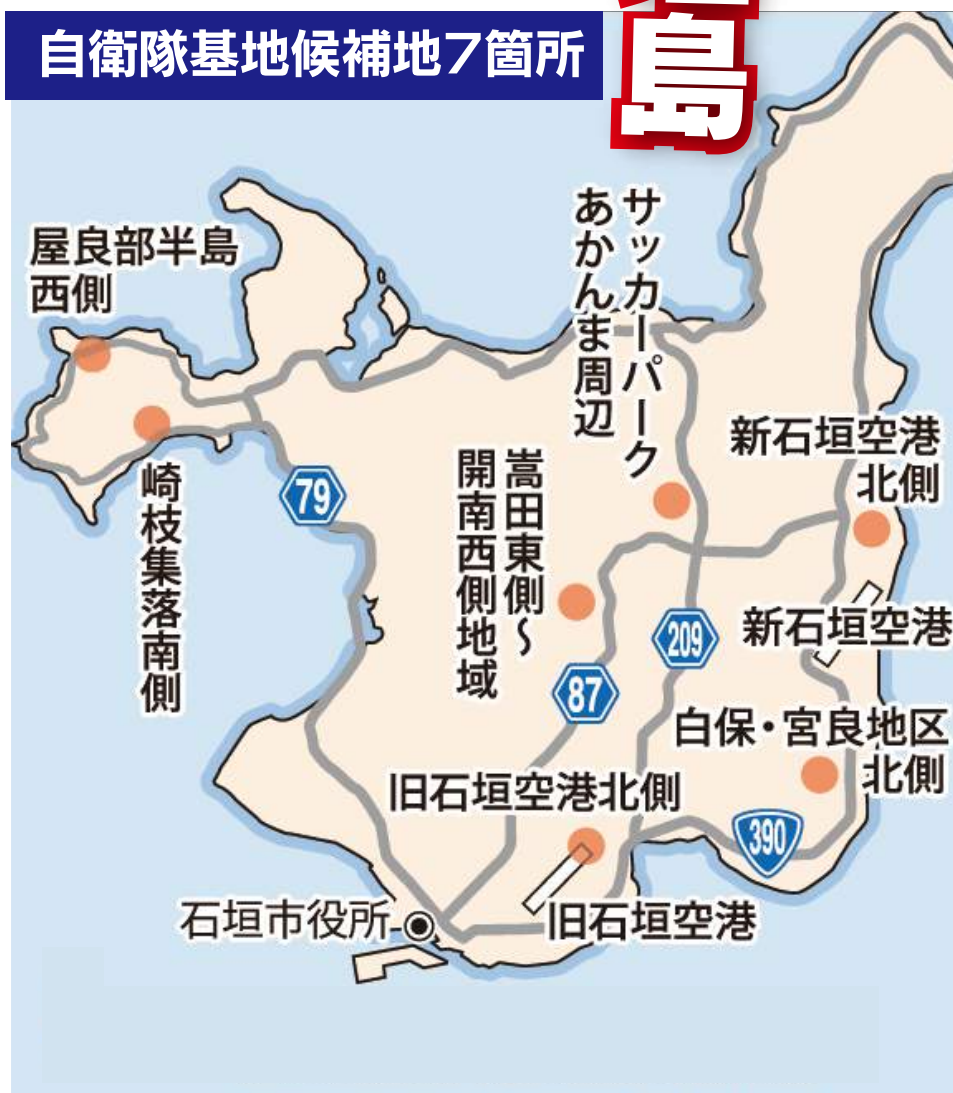 自衛隊基地候補地7箇所
島
屋良部半島
西側
サッカーパーク
あかんま周辺
新石垣空港
北側
嵩田東側〜
開南西側地域
崎枝集落南側
79
209
新石垣空港
87
白保・宮良地区
北側
旧石垣空港北側
390
石垣市役所
旧石垣空港